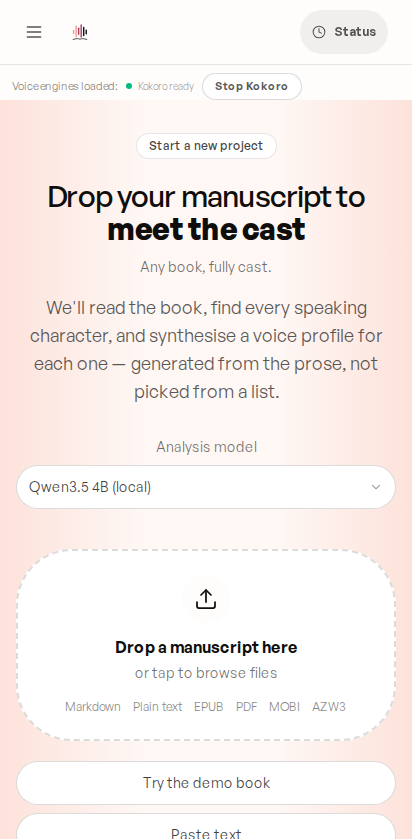 Status
Voice engines loaded: Kokoro ready Stop Kokoro
Start a new project
Drop your manuscript to
meet the cast
Any book, fully cast.
We'll read the book, find every speaking
character, and synthesise a voice profile for
each one — generated from the prose, not
picked from a list.
Analysis model
Qwen3.5 4B (local)
Drop a manuscript here
or tap to browse files
Markdown Plain text EPUB PDF MOBI AZW3
Try the demo book
Paste text